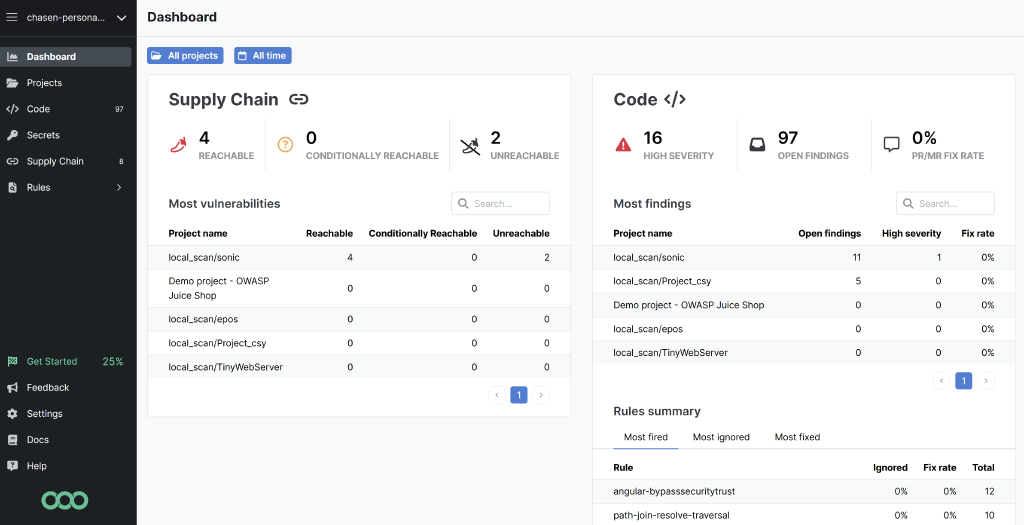 chasen-persona...
Dashboard
Dashboard
Projects
Code 97
Secrets
Supply Chain 8
Rules
Get Started 25%
Feedback
Settings
Docs
Help
All projects All time
Supply Chain
4 REACHABLE
0 CONDITIONALLY REACHABLE
2 UNREACHABLE
Most vulnerabilities Search...
Project name Reachable Conditionally Reachable Unreachable
local_scan/sonic 4 0 2
Demo project - OWASP
Juice Shop 0 0 0
local_scan/epos 0 0 0
local_scan/Project_csy 0 0 0
local_scan/TinyWebServer 0 0 0
1
Code </>
16 HIGH SEVERITY
97 OPEN FINDINGS
0% PR/MR FIX RATE
Most findings Search...
Project name Open findings High severity Fix rate
local_scan/sonic 11 1 0%
local_scan/Project_csy 5 0 0%
Demo project - OWASP Juice Shop 0 0 0%
local_scan/epos 0 0 0%
local_scan/TinyWebServer 0 0 0%
1
Rules summary
Most fired Most ignored Most fixed
Rule Ignored Fix rate Total
angular-bypasssecuritytrust 0% 0% 12
path-join-resolve-traversal 0% 0% 10